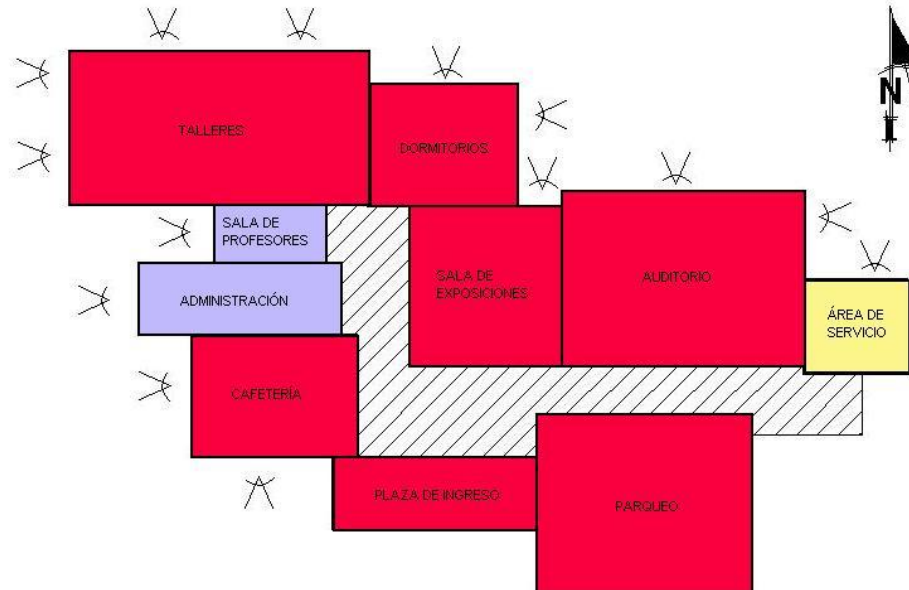 TALLERES
DORMITORIOS
N
SALA DE
PROFESORES
SALA DE
EXPOSICIONES
AUDITORIO
ADMINISTRACIÓN
ÁREA DE
SERVICIO
CAFETERÍA
PLAZA DE INGRESO
PARQUEO